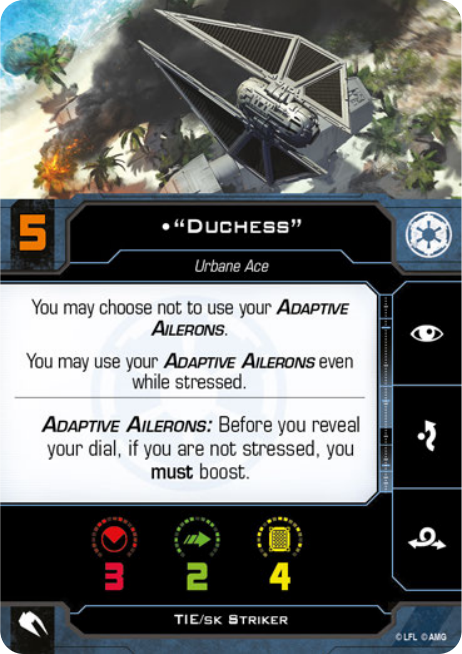 5
•“Duchess”
Urbane Ace
You may choose not to use your Adaptive
Ailerons.
You may use your Adaptive Ailerons even
while stressed.
Adaptive Ailerons: Before you reveal
your dial, if you are not stressed, you
must boost.
3 2 4
TIE/sk Striker
© LFL © AMG